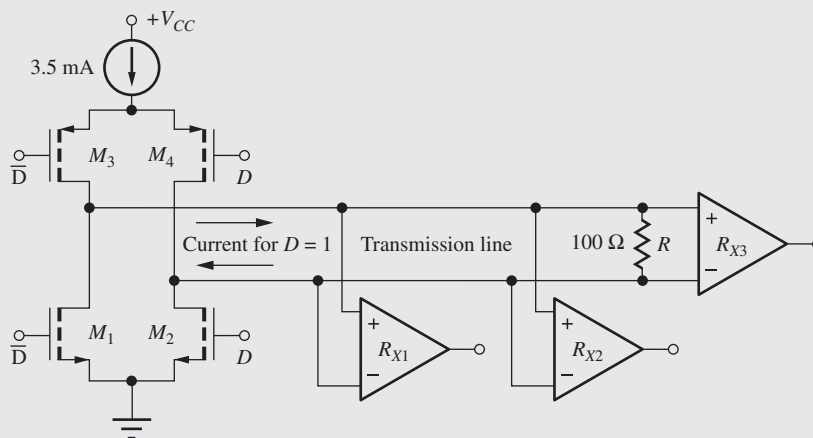 +V_CC
3.5 mA
M_3 M_4
D̅ D
Current for D = 1 Transmission line 100 Ω R
+
−
R_X3
M_1 M_2
D̅ D
+
−
R_X1
+
−
R_X2